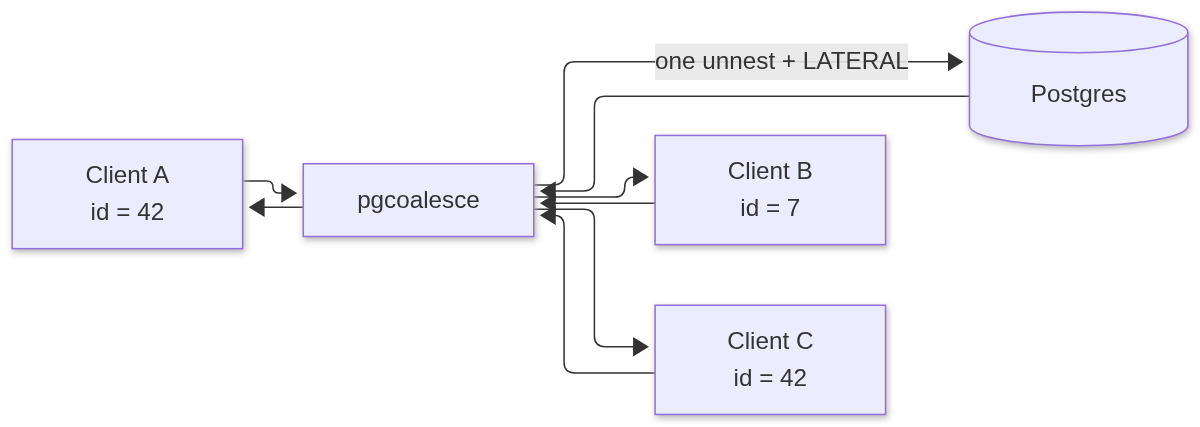 one unnest + LATERAL
Postgres
Client A
id = 42
pgcoalesce
Client B
id = 7
Client C
id = 42